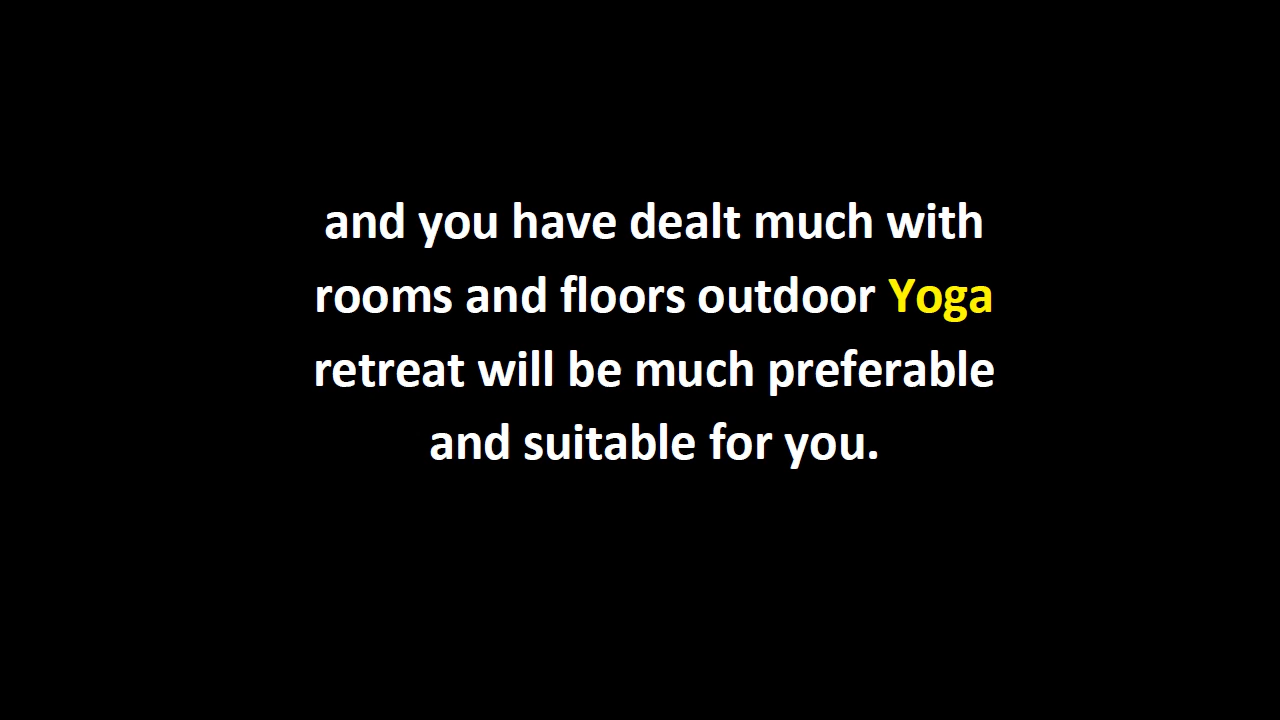 and you have dealt much with
rooms and floors outdoor Yoga
retreat will be much preferable
and suitable for you.